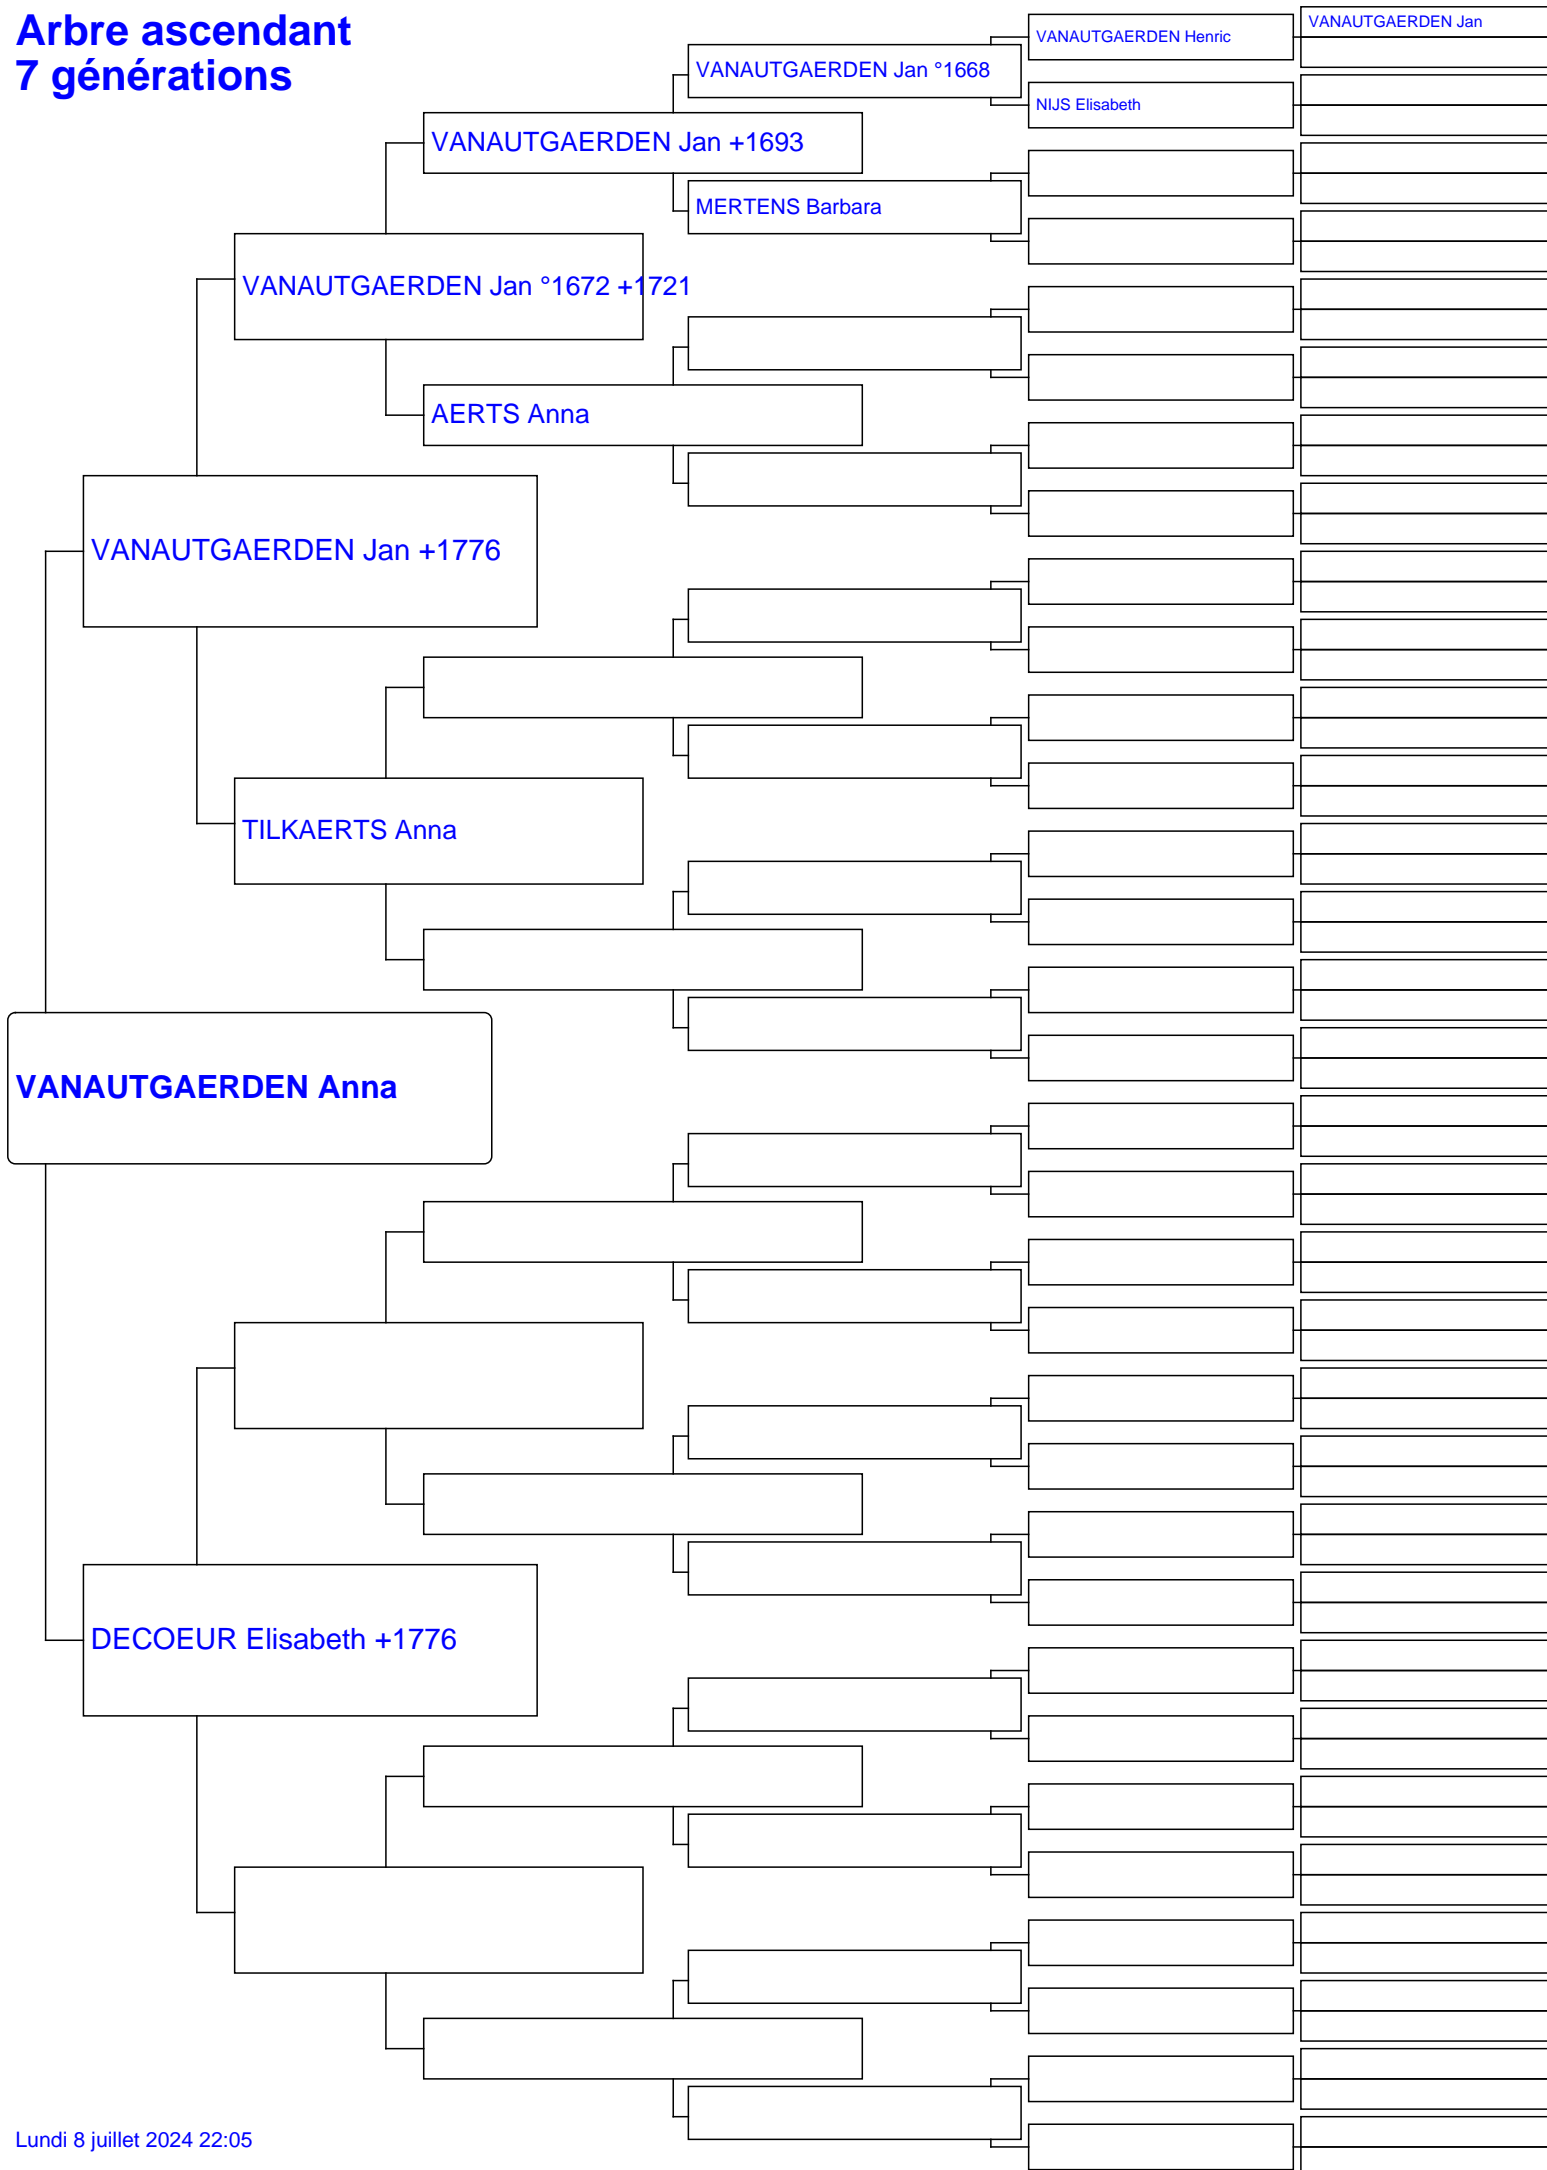 Arbre ascendant
7 générations
VANAUTGAERDEN Jan
VANAUTGAERDEN Henric
VANAUTGAERDEN Jan °1668
NIJS Elisabeth
VANAUTGAERDEN Jan +1693
MERTENS Barbara
VANAUTGAERDEN Jan °1672 +1721
AERTS Anna
VANAUTGAERDEN Jan +1776
TILKAERTS Anna
VANAUTGAERDEN Anna
DECOEUR Elisabeth +1776
Lundi 8 juillet 2024 22:05